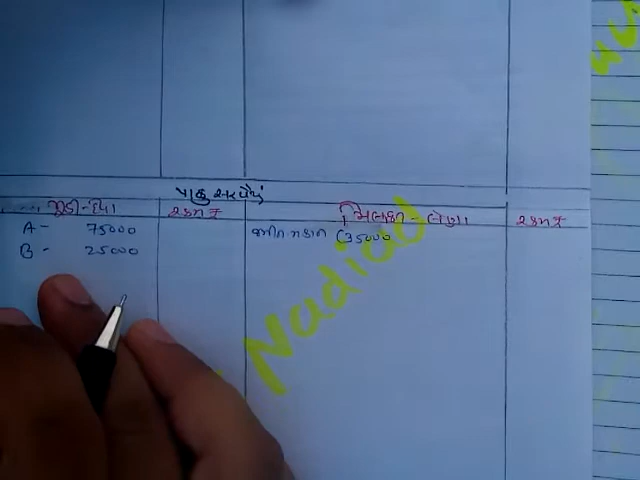 પાકુ સરવૈયું
મૂડી-દેવા
રકમ ₹
મિલકત-લેણા
રકમ ₹
A- 75000
જમીન-મકાન (35000
B- 25000
Nadiad